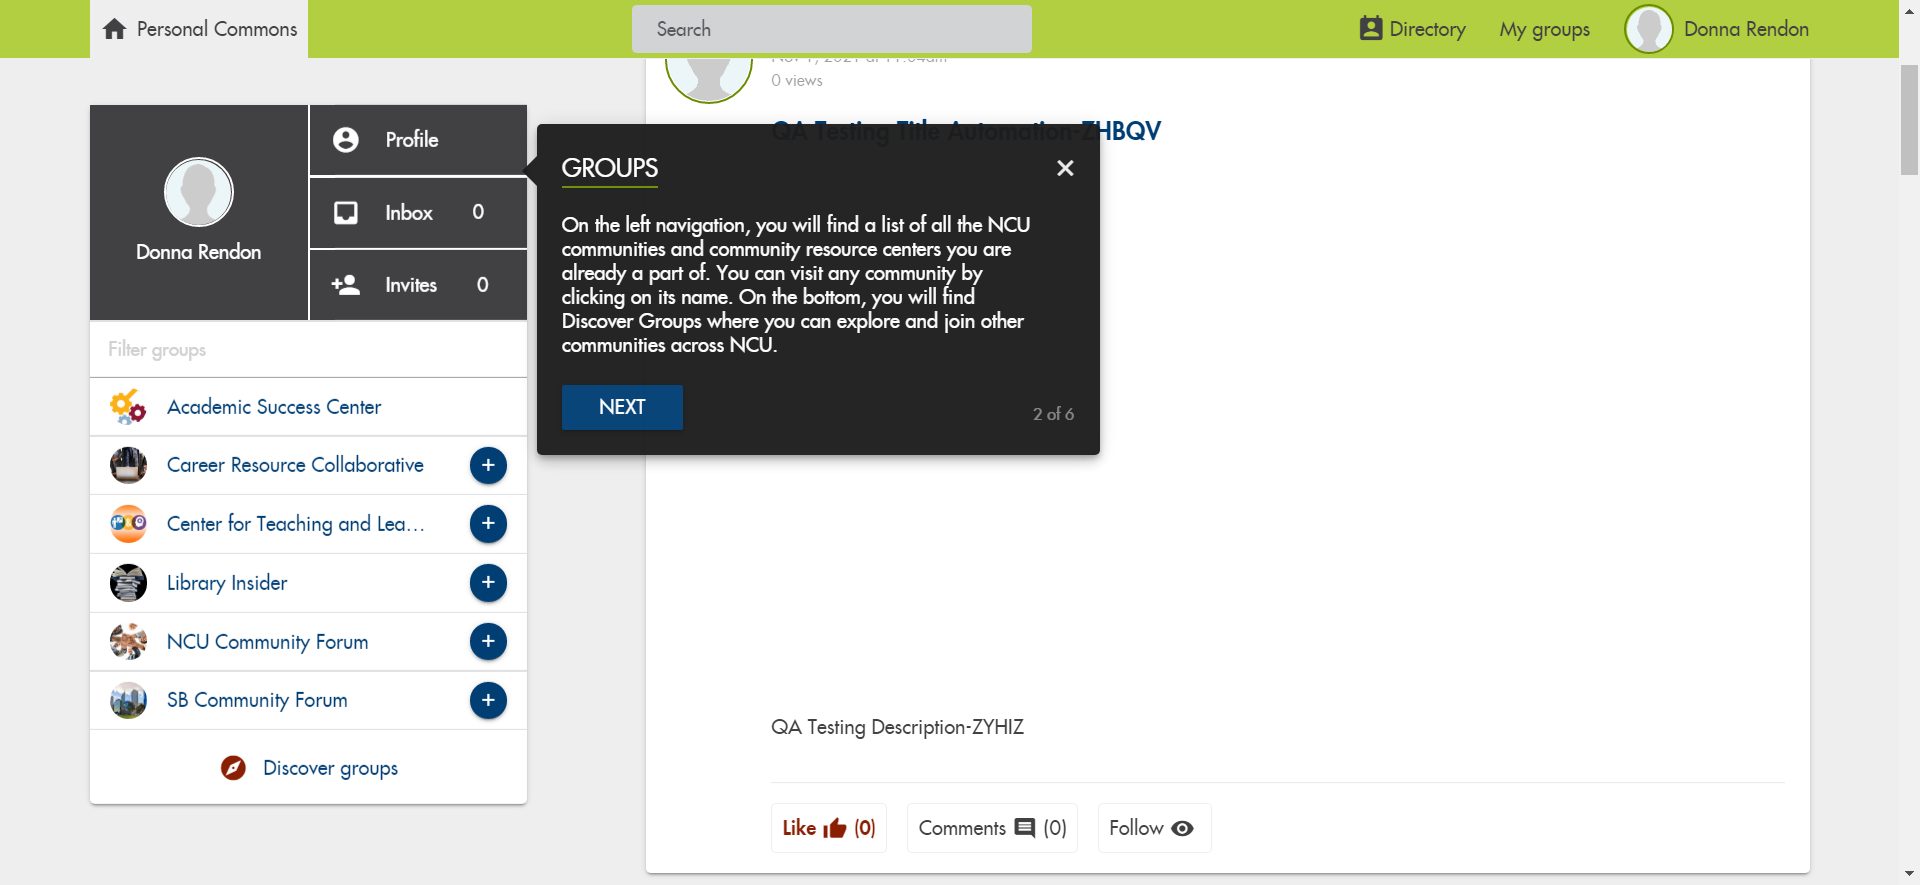 Personal Commons
Search
Directory
My groups
Donna Rendon
0 views
QA Testing Title Automation-ZHBQV
Donna Rendon
Profile
Inbox 0
Invites 0
Filter groups
Academic Success Center
Career Resource Collaborative
+
Center for Teaching and Lea...
+
Library Insider
+
NCU Community Forum
+
SB Community Forum
+
Discover groups
GROUPS
On the left navigation, you will find a list of all the NCU
communities and community resource centers you are
already a part of. You can visit any community by
clicking on its name. On the bottom, you will find
Discover Groups where you can explore and join other
communities across NCU.
NEXT
2 of 6
QA Testing Description-ZYHIZ
Like (0)
Comments (0)
Follow